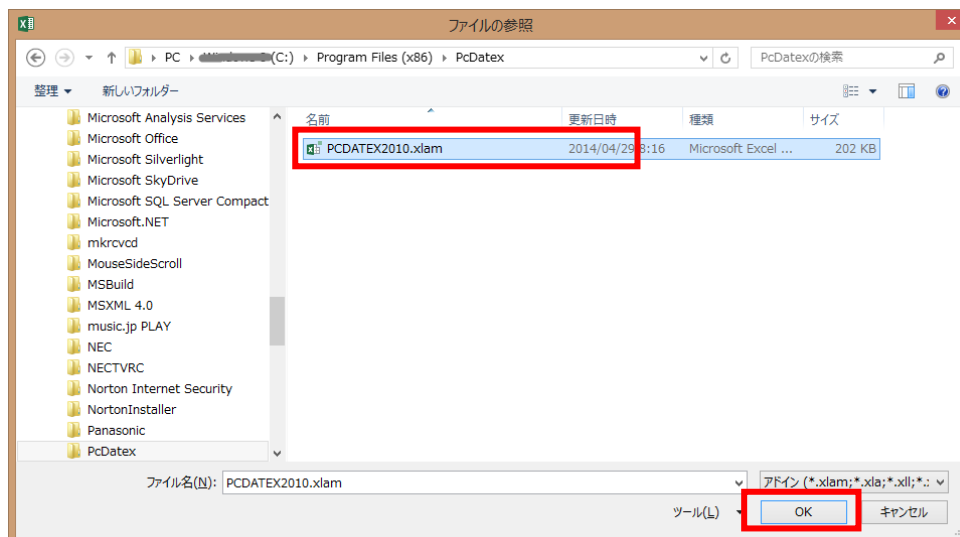 ファイルの参照
PC (C:) Program Files (x86) PcDatex PcDatexの検索
整理 新しいフォルダー
名前 更新日時 種類 サイズ
PCDATEX2010.xlam 2014/04/29 8:16 Microsoft Excel ... 202 KB
Microsoft Analysis Services
Microsoft Office
Microsoft Silverlight
Microsoft SkyDrive
Microsoft SQL Server Compact
Microsoft.NET
mkrcvcd
MouseSideScroll
MSBuild
MSXML 4.0
music.jp PLAY
NEC
NECTVRC
Norton Internet Security
NortonInstaller
Panasonic
PcDatex
ファイル名(N): PCDATEX2010.xlam アドイン (*.xlam;*.xla;*.xll;*.:
ツール(L) OK キャンセル